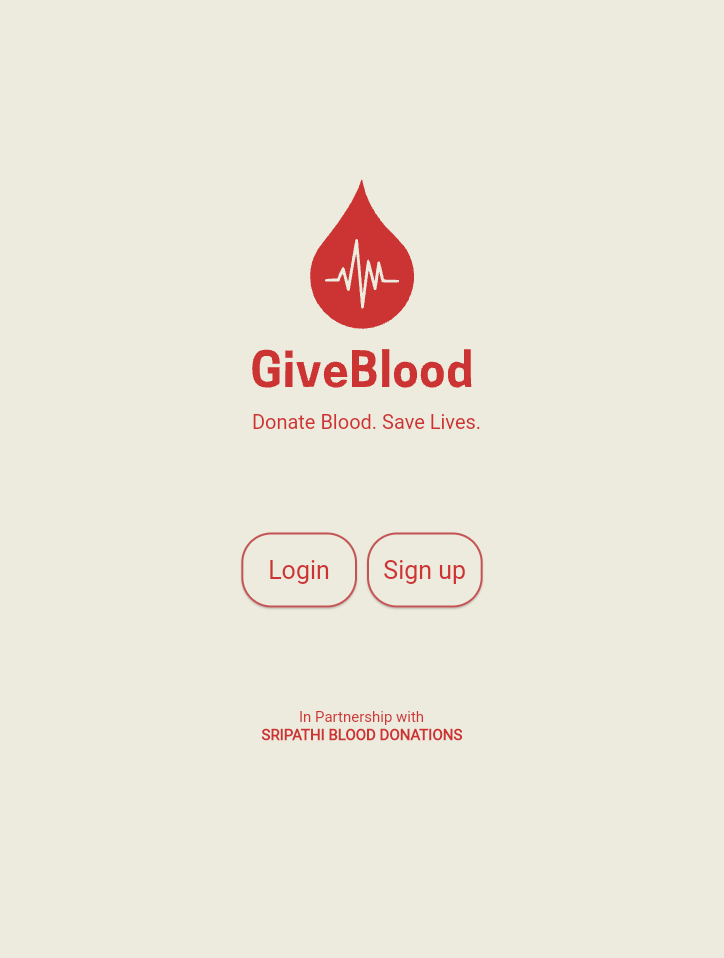 GiveBlood
Donate Blood. Save Lives.
Login Sign up
In Partnership with
SRIPATHI BLOOD DONATIONS